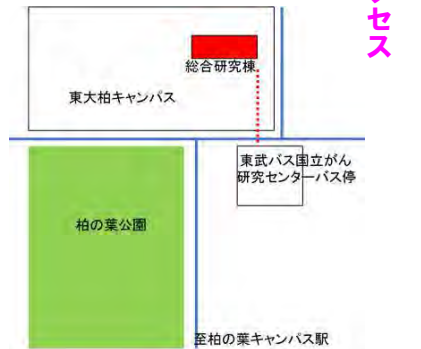 セス
総合研究棟
東大柏キャンパス
東武バス国立がん
研究センターバス停
柏の葉公園
至柏の葉キャンパス駅